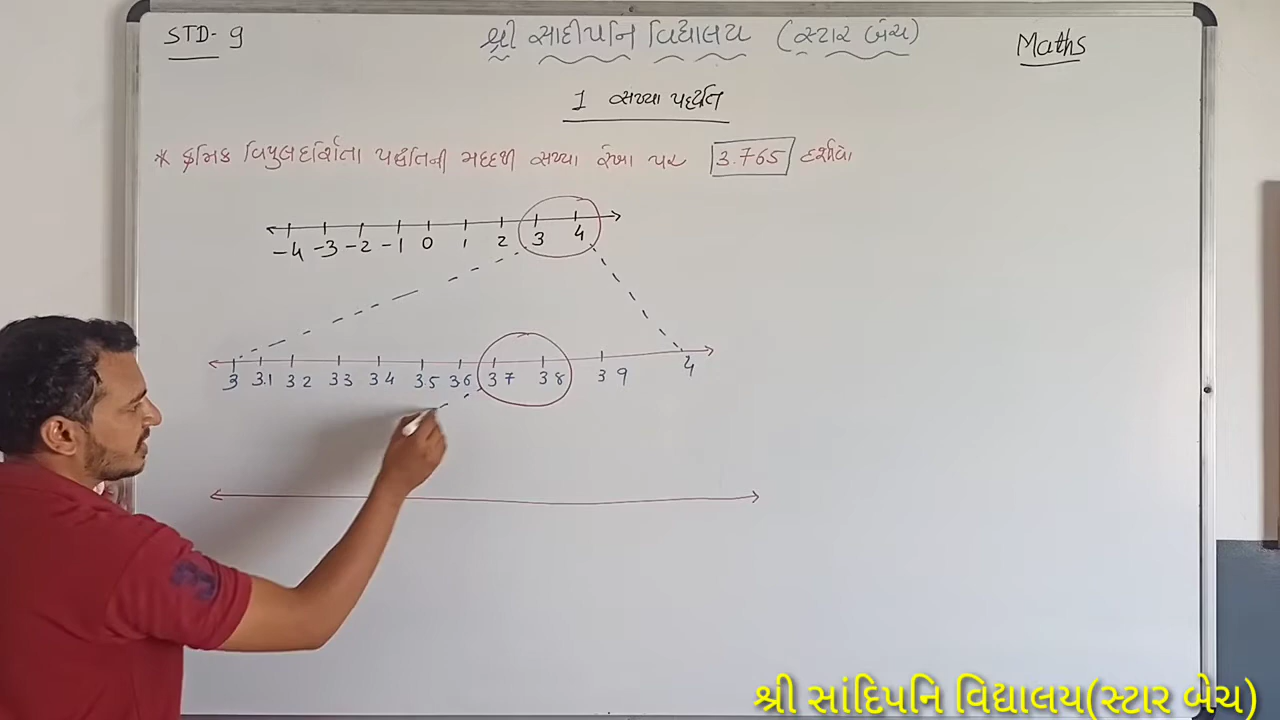 STD- 9
શ્રી સાદીપનિ વિદ્યાલય (સ્ટાર બેચ)
Maths
1 સખ્યા પદ્ધતિ
* ક્રમિક વિપુલદર્શિતા પદ્ધતિની મદદથી સખ્યા રેખા પર 3.765 દર્શાવો
-4 -3 -2 -1 0 1 2 3 4
3 3.1 3 2 3 3 3 4 3 5 3 6 3 7 3 8 3 9 4
શ્રી સાંદિપનિ વિદ્યાલય(સ્ટાર બેચ)